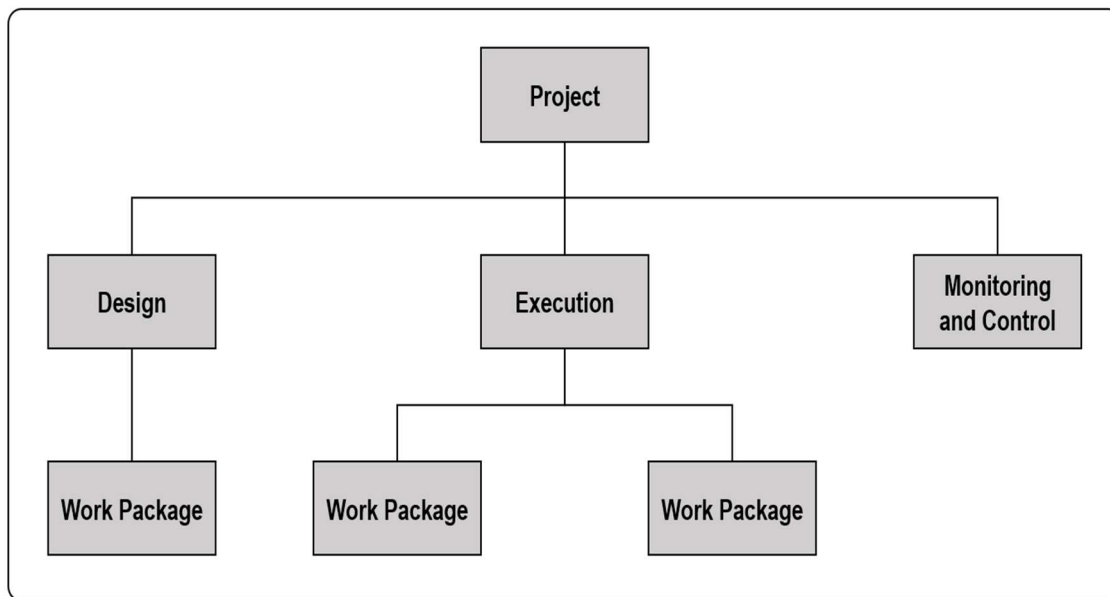 Project
Design
Execution
Monitoring
and Control
Work Package
Work Package
Work Package